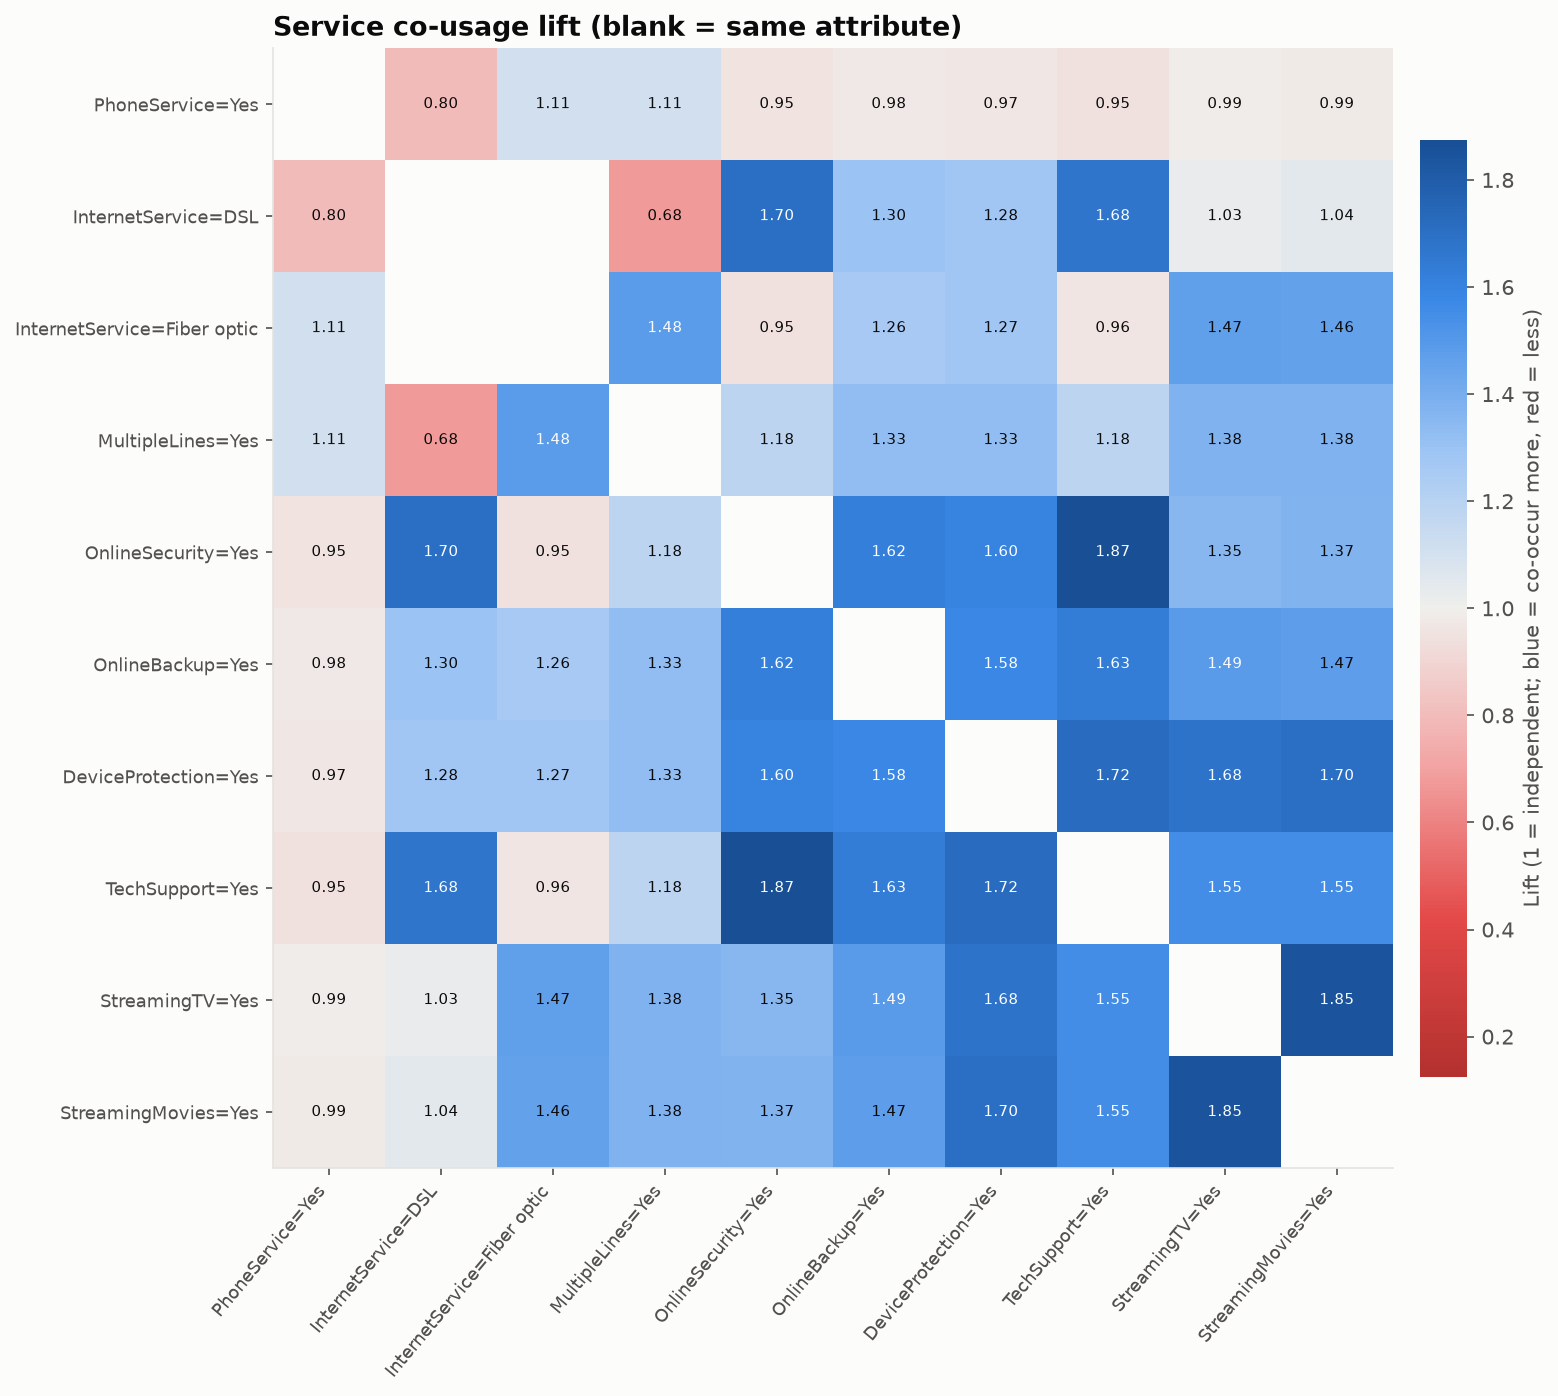 Service co-usage lift (blank = same attribute)
PhoneService=Yes 0.80 1.11 1.11 0.95 0.98 0.97 0.95 0.99 0.99
InternetService=DSL 0.80 0.68 1.70 1.30 1.28 1.68 1.03 1.04
InternetService=Fiber optic 1.11 1.48 0.95 1.26 1.27 0.96 1.47 1.46
MultipleLines=Yes 1.11 0.68 1.48 1.18 1.33 1.33 1.18 1.38 1.38
OnlineSecurity=Yes 0.95 1.70 0.95 1.18 1.62 1.60 1.87 1.35 1.37
OnlineBackup=Yes 0.98 1.30 1.26 1.33 1.62 1.58 1.63 1.49 1.47
DeviceProtection=Yes 0.97 1.28 1.27 1.33 1.60 1.58 1.72 1.68 1.70
TechSupport=Yes 0.95 1.68 0.96 1.18 1.87 1.63 1.72 1.55 1.55
StreamingTV=Yes 0.99 1.03 1.47 1.38 1.35 1.49 1.68 1.55 1.85
StreamingMovies=Yes 0.99 1.04 1.46 1.38 1.37 1.47 1.70 1.55 1.85
PhoneService=Yes
InternetService=DSL
InternetService=Fiber optic
MultipleLines=Yes
OnlineSecurity=Yes
OnlineBackup=Yes
DeviceProtection=Yes
TechSupport=Yes
StreamingTV=Yes
StreamingMovies=Yes
1.8
1.6
1.4
1.2
1.0
0.8
0.6
0.4
0.2
Lift (1 = independent; blue = co-occur more, red = less)